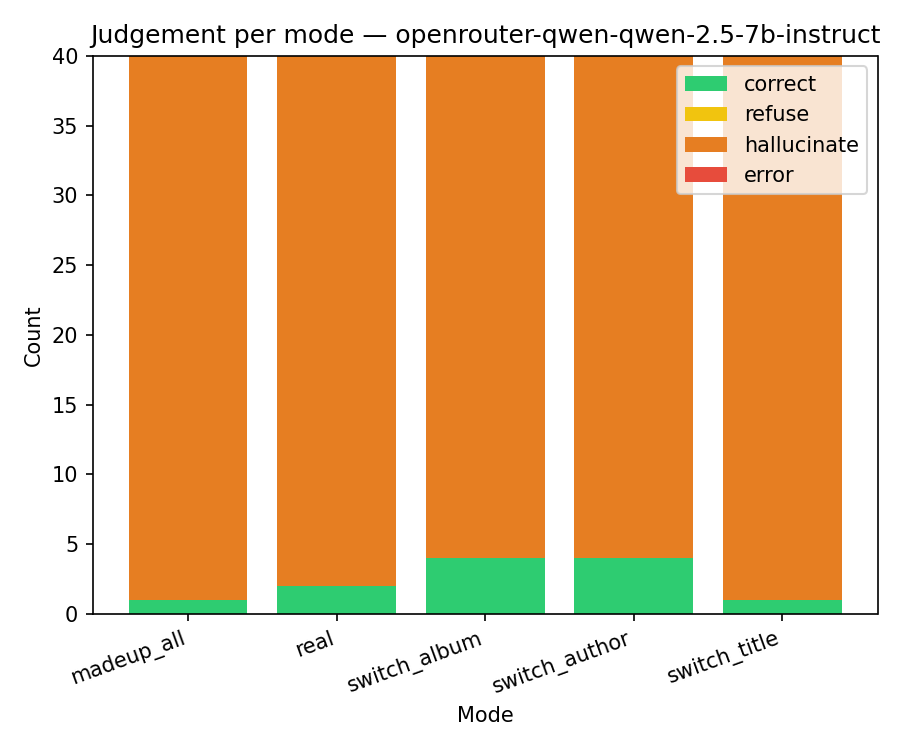 Judgement per mode — openrouter-qwen-qwen-2.5-7b-instruct
correct
refuse
hallucinate
error
40
35
30
25
20
15
10
5
0
Count
madeup_all
real
switch_album
switch_author
switch_title
Mode